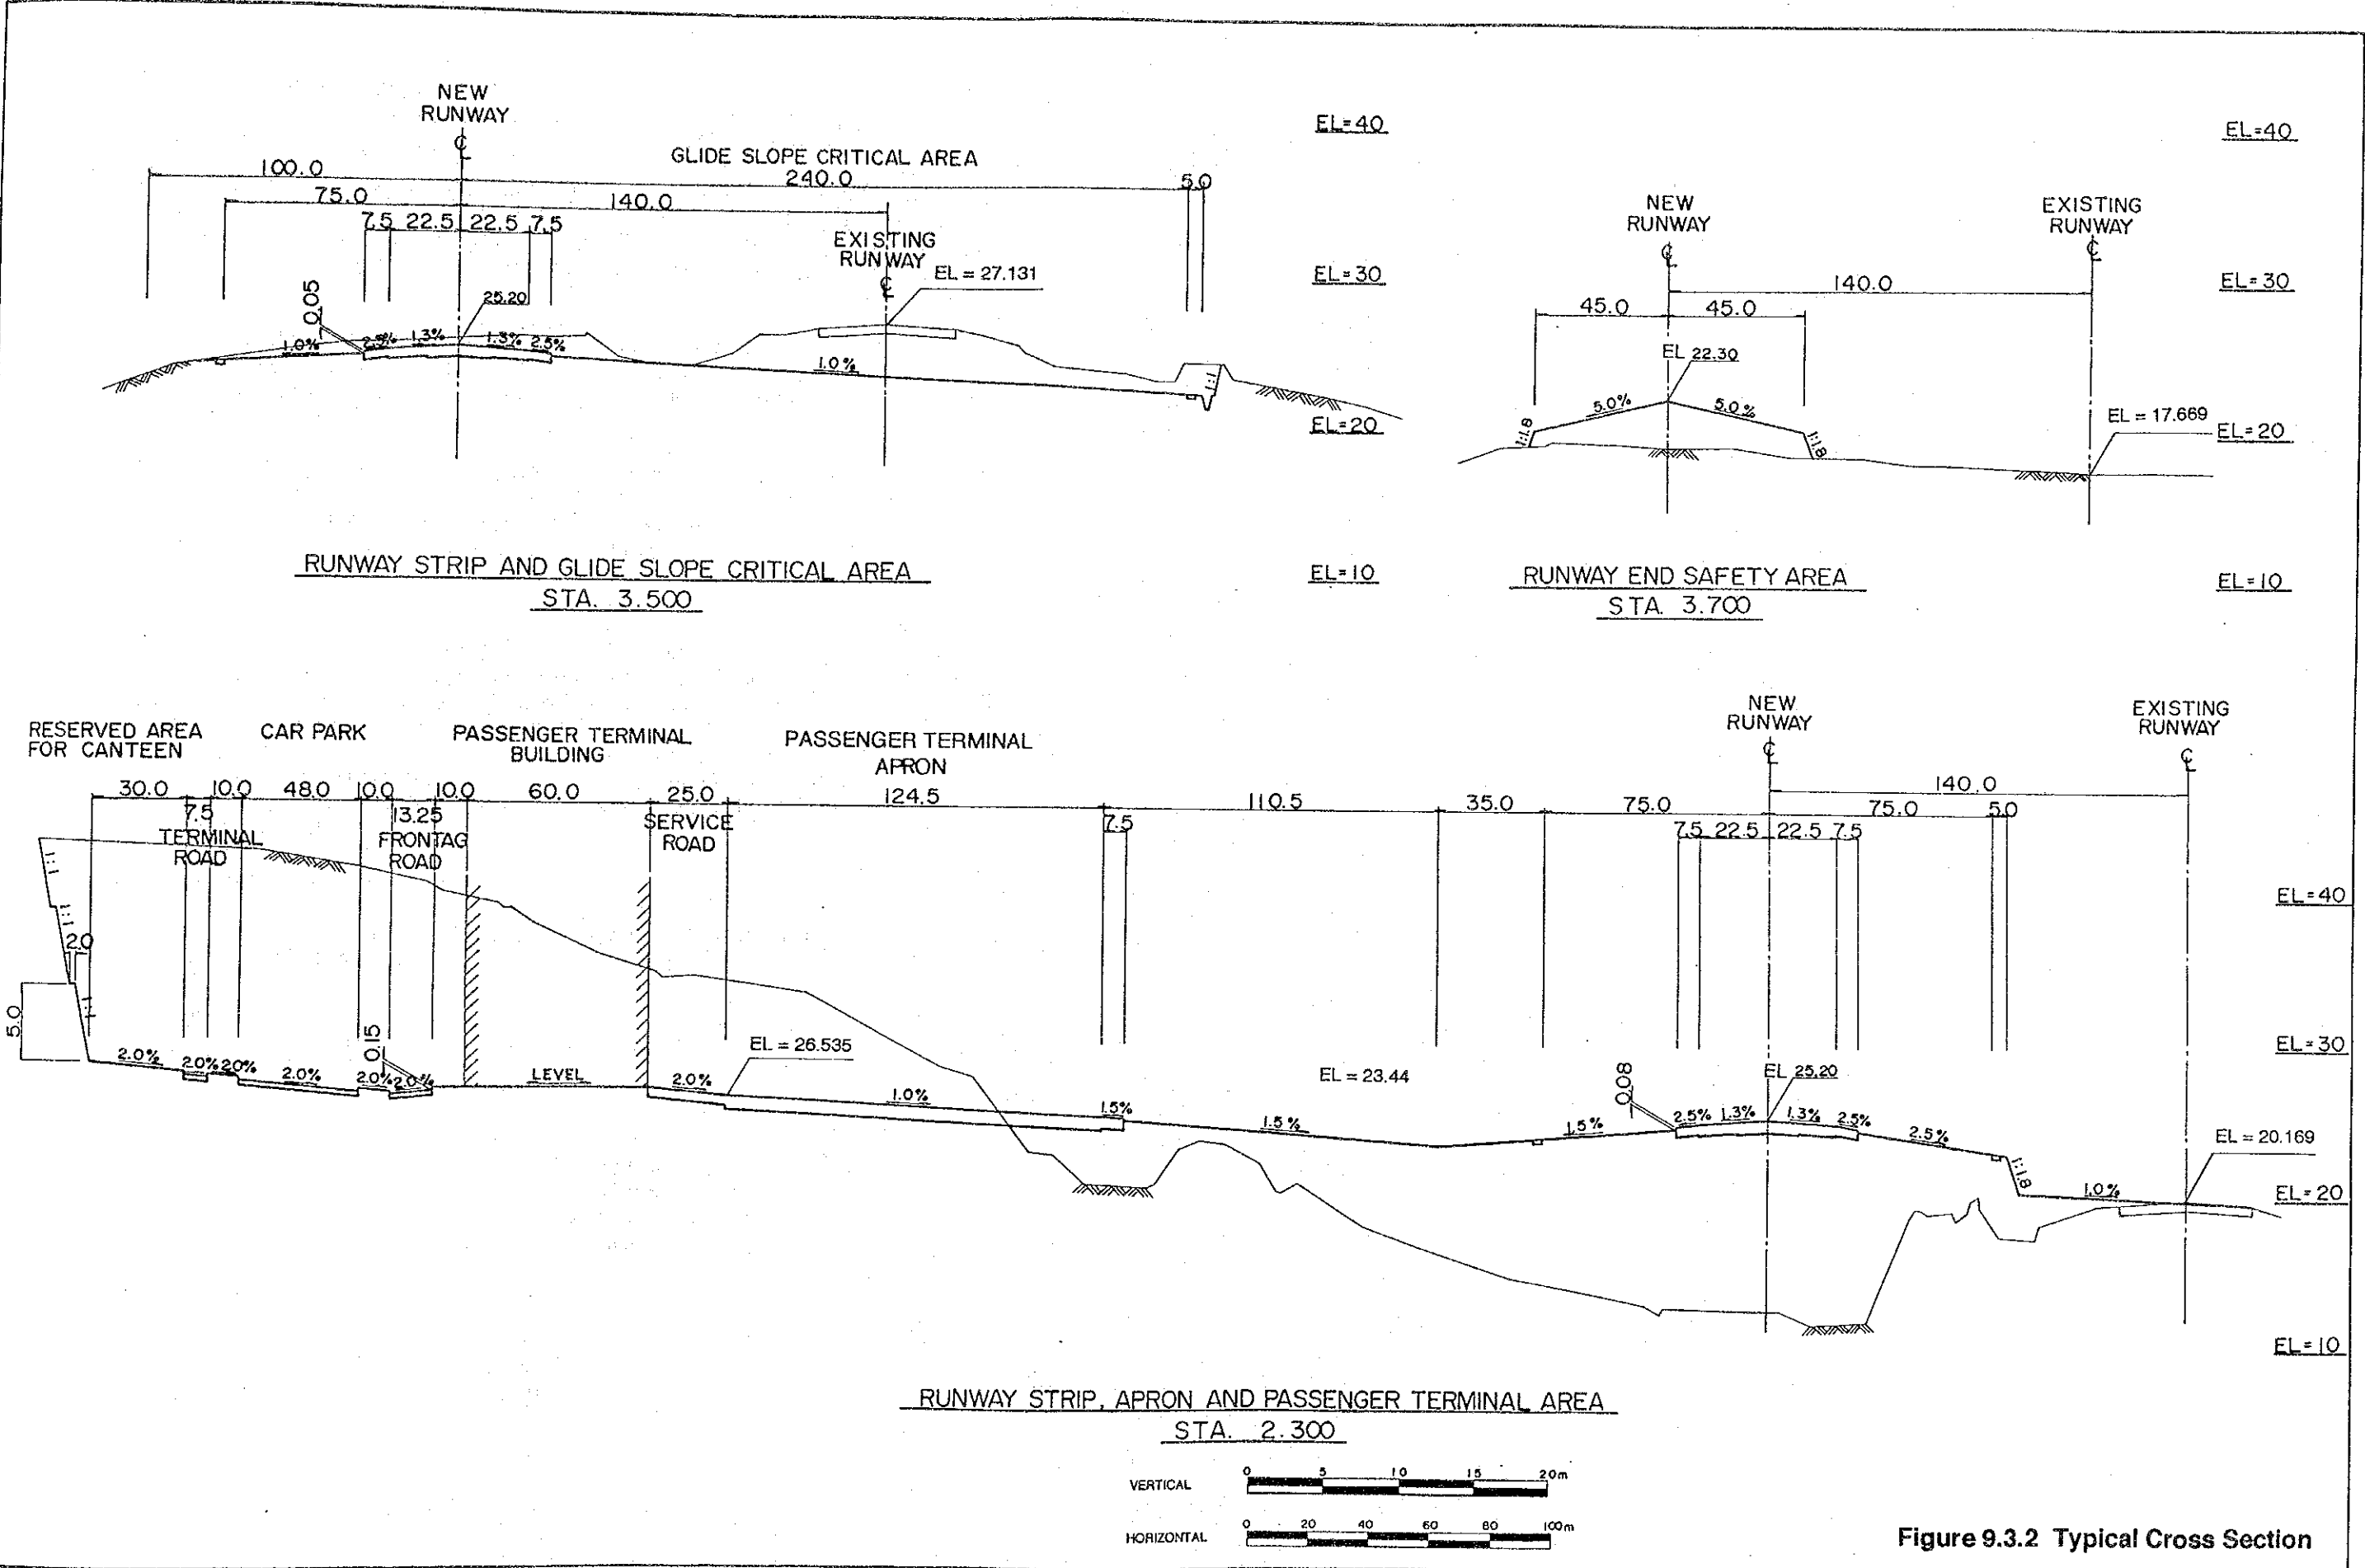 NEW
RUNWAY
℄
GLIDE SLOPE CRITICAL AREA
100.0
240.0
5.0
75.0
140.0
7.5 22.5 22.5 7.5
EXISTING
RUNWAY
℄
EL = 27.131
0.05
25.20
1.0%
2.5%
1.3%
1.3%
2.5%
1.0%
1:1
EL=40
EL=30
EL=20
EL=10
RUNWAY STRIP AND GLIDE SLOPE CRITICAL AREA
STA. 3.500
NEW
RUNWAY
℄
EXISTING
RUNWAY
℄
140.0
45.0
45.0
EL 22.30
5.0%
5.0%
1:1.8
1:1.8
EL = 17.669
EL=40
EL=30
EL=20
EL=10
RUNWAY END SAFETY AREA
STA. 3.700
RESERVED AREA
FOR CANTEEN
CAR PARK
PASSENGER TERMINAL
BUILDING
PASSENGER TERMINAL
APRON
NEW
RUNWAY
℄
EXISTING
RUNWAY
℄
30.0
10.0
48.0
10.0
10.0
60.0
25.0
124.5
110.5
35.0
75.0
140.0
75.0
5.0
7.5
13.25
7.5
7.5 22.5 22.5 7.5
TERMINAL
ROAD
FRONTAG
ROAD
SERVICE
ROAD
1:1
1:1
2.0
1:1
5.0
0.15
2.0%
2.0%
2.0%
2.0%
2.0%
2.0%
LEVEL
2.0%
EL = 26.535
1.0%
1.5%
1.5%
EL = 23.44
1.5%
0.08
2.5%
1.3%
EL 25.20
1.3%
2.5%
2.5%
1:1.8
1.0%
EL = 20.169
EL=40
EL=30
EL=20
EL=10
RUNWAY STRIP, APRON AND PASSENGER TERMINAL AREA
STA. 2.300
VERTICAL
0 5 10 15 20m
HORIZONTAL
0 20 40 60 80 100m
Figure 9.3.2 Typical Cross Section